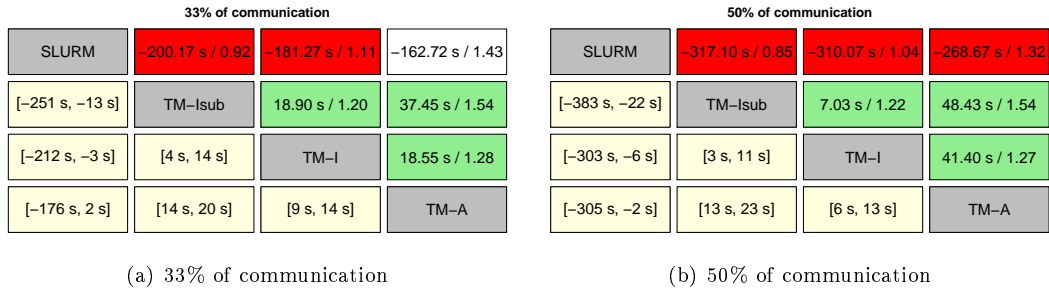 33% of communication
SLURM −200.17 s / 0.92 −181.27 s / 1.11 −162.72 s / 1.43
[−251 s, −13 s] TM−Isub 18.90 s / 1.20 37.45 s / 1.54
[−212 s, −3 s] [4 s, 14 s] TM−I 18.55 s / 1.28
[−176 s, 2 s] [14 s, 20 s] [9 s, 14 s] TM−A
(a) 33% of communication
50% of communication
SLURM −317.10 s / 0.85 −310.07 s / 1.04 −268.67 s / 1.32
[−383 s, −22 s] TM−Isub 7.03 s / 1.22 48.43 s / 1.54
[−303 s, −6 s] [3 s, 11 s] TM−I 41.40 s / 1.27
[−305 s, −2 s] [13 s, 23 s] [6 s, 13 s] TM−A
(b) 50% of communication